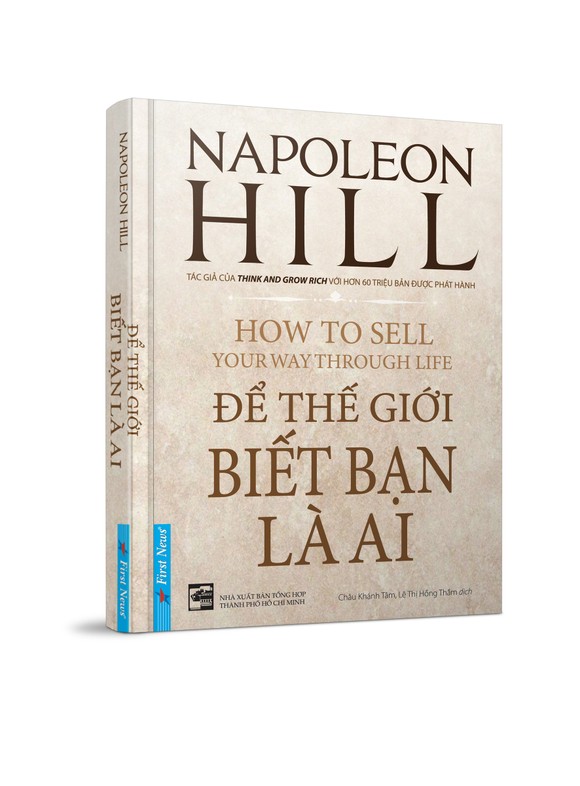 NAPOLEON
HILL
TÁC GIẢ CỦA THINK AND GROW RICH VỚI HƠN 60 TRIỆU BẢN ĐƯỢC PHÁT HÀNH
HOW TO SELL
YOUR WAY THROUGH LIFE
ĐỂ THẾ GIỚI
BIẾT BẠN
LÀ AI
First News
NHÀ XUẤT BẢN TỔNG HỢP
THÀNH PHỐ HỒ CHÍ MINH
Châu Khánh Tâm, Lê Thị Hồng Thắm dịch
NAPOLEON HILL
ĐỂ THẾ GIỚI
BIẾT BẠN LÀ AI
First News